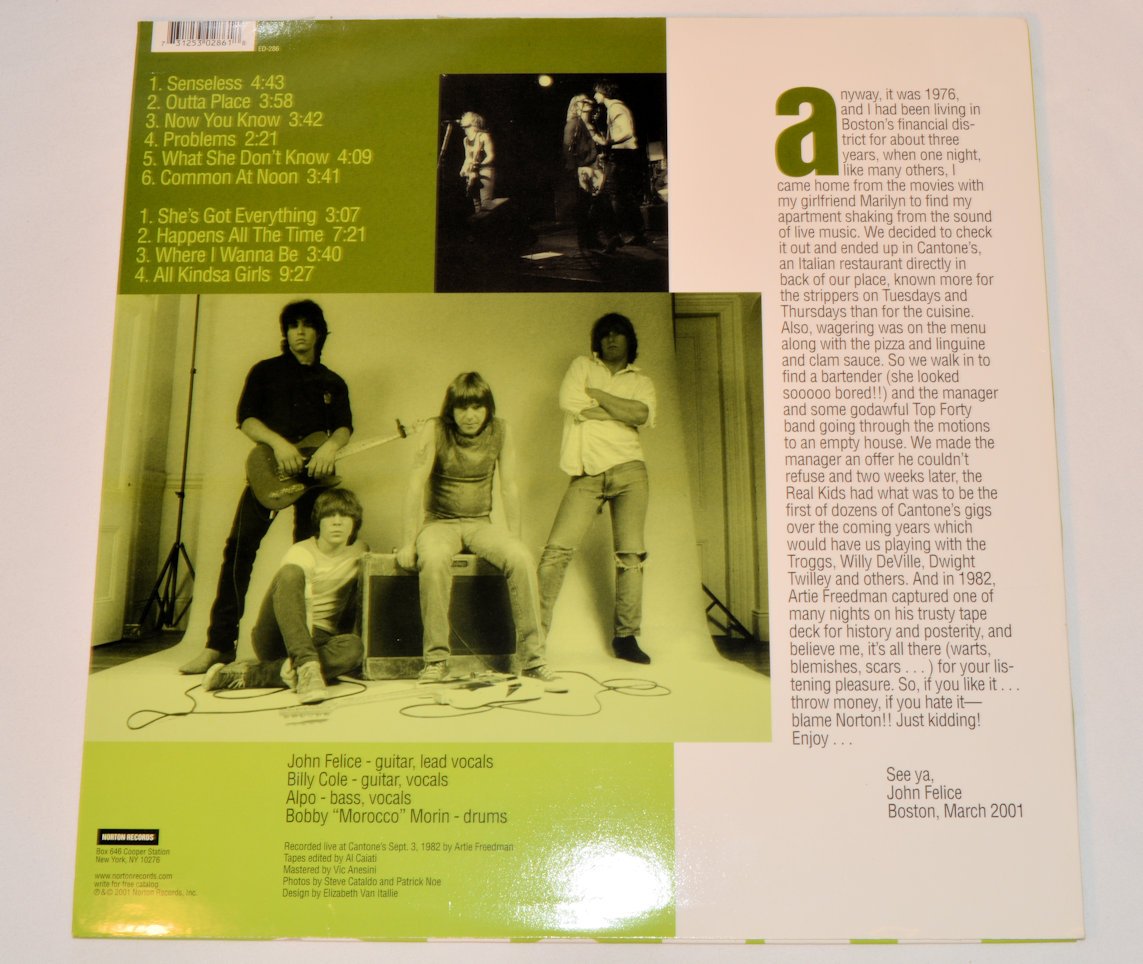 7 31253 02861 8
ED-286
1. Senseless 4:43
2. Outta Place 3:58
3. Now You Know 3:42
4. Problems 2:21
5. What She Don't Know 4:09
6. Common At Noon 3:41
1. She's Got Everything 3:07
2. Happens All The Time 7:21
3. Where I Wanna Be 3:40
4. All Kindsa Girls 9:27
anyway, it was 1976,
and I had been living in
Boston's financial dis-
trict for about three
years, when one night,
like many others, I
came home from the movies with
my girlfriend Marilyn to find my
apartment shaking from the sound
of live music. We decided to check
it out and ended up in Cantone's,
an Italian restaurant directly in
back of our place, known more for
the strippers on Tuesdays and
Thursdays than for the cuisine.
Also, wagering was on the menu
along with the pizza and linguine
and clam sauce. So we walk in to
find a bartender (she looked
sooooo bored!!) and the manager
and some godawful Top Forty
band going through the motions
to an empty house. We made the
manager an offer he couldn't
refuse and two weeks later, the
Real Kids had what was to be the
first of dozens of Cantone's gigs
over the coming years which
would have us playing with the
Troggs, Willy DeVille, Dwight
Twilley and others. And in 1982,
Artie Freedman captured one of
many nights on his trusty tape
deck for history and posterity, and
believe me, it's all there (warts,
blemishes, scars . . . ) for your lis-
tening pleasure. So, if you like it . . .
throw money, if you hate it—
blame Norton!! Just kidding!
Enjoy . . .
See ya,
John Felice
Boston, March 2001
John Felice - guitar, lead vocals
Billy Cole - guitar, vocals
Alpo - bass, vocals
Bobby "Morocco" Morin - drums
Recorded live at Cantone's Sept. 3, 1982 by Artie Freedman
Tapes edited by Al Caiati
Mastered by Vic Anesini
Photos by Steve Cataldo and Patrick Noe
Design by Elizabeth Van Itallie
NORTON RECORDS
Box 646 Cooper Station
New York, NY 10276
www.nortonrecords.com
write for free catalog
℗ & © 2001 Norton Records, Inc.